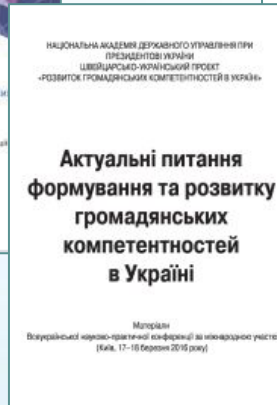 НАЦІОНАЛЬНА АКАДЕМІЯ ДЕРЖАВНОГО УПРАВЛІННЯ ПРИ
ПРЕЗИДЕНТОВІ УКРАЇНИ
ШВЕЙЦАРСЬКО-УКРАЇНСЬКИЙ ПРОЕКТ
«РОЗВИТОК ГРОМАДЯНСЬКИХ КОМПЕТЕНТНОСТЕЙ В УКРАЇНІ»
Актуальні питання
формування та розвитку
громадянських
компетентностей
в Україні
Матеріали
Всеукраїнської науково-практичної конференції за міжнародною участю
(Київ, 17–18 березня 2016 року)